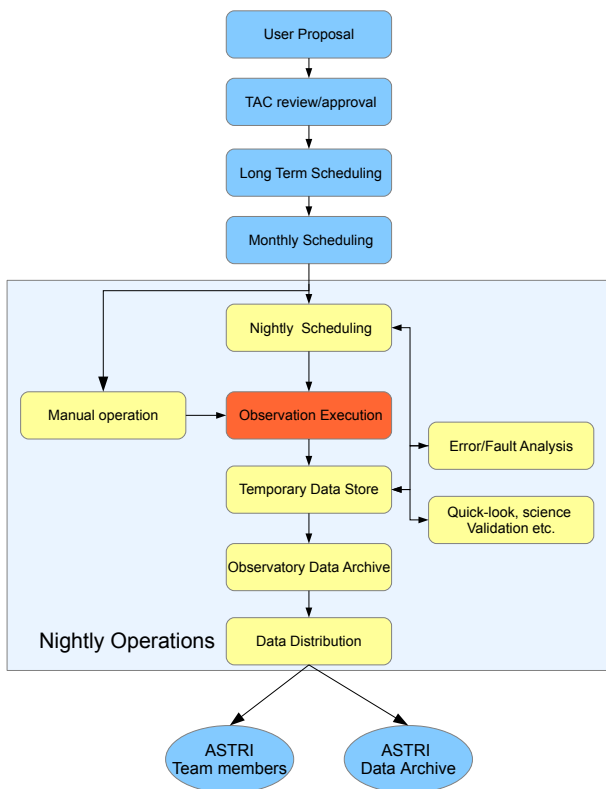 User Proposal
TAC review/approval
Long Term Scheduling
Monthly Scheduling
Nightly Scheduling
Manual operation
Observation Execution
Error/Fault Analysis
Temporary Data Store
Quick-look, science
Validation etc.
Observatory Data Archive
Nightly Operations
Data Distribution
ASTRI
Team members
ASTRI
Data Archive